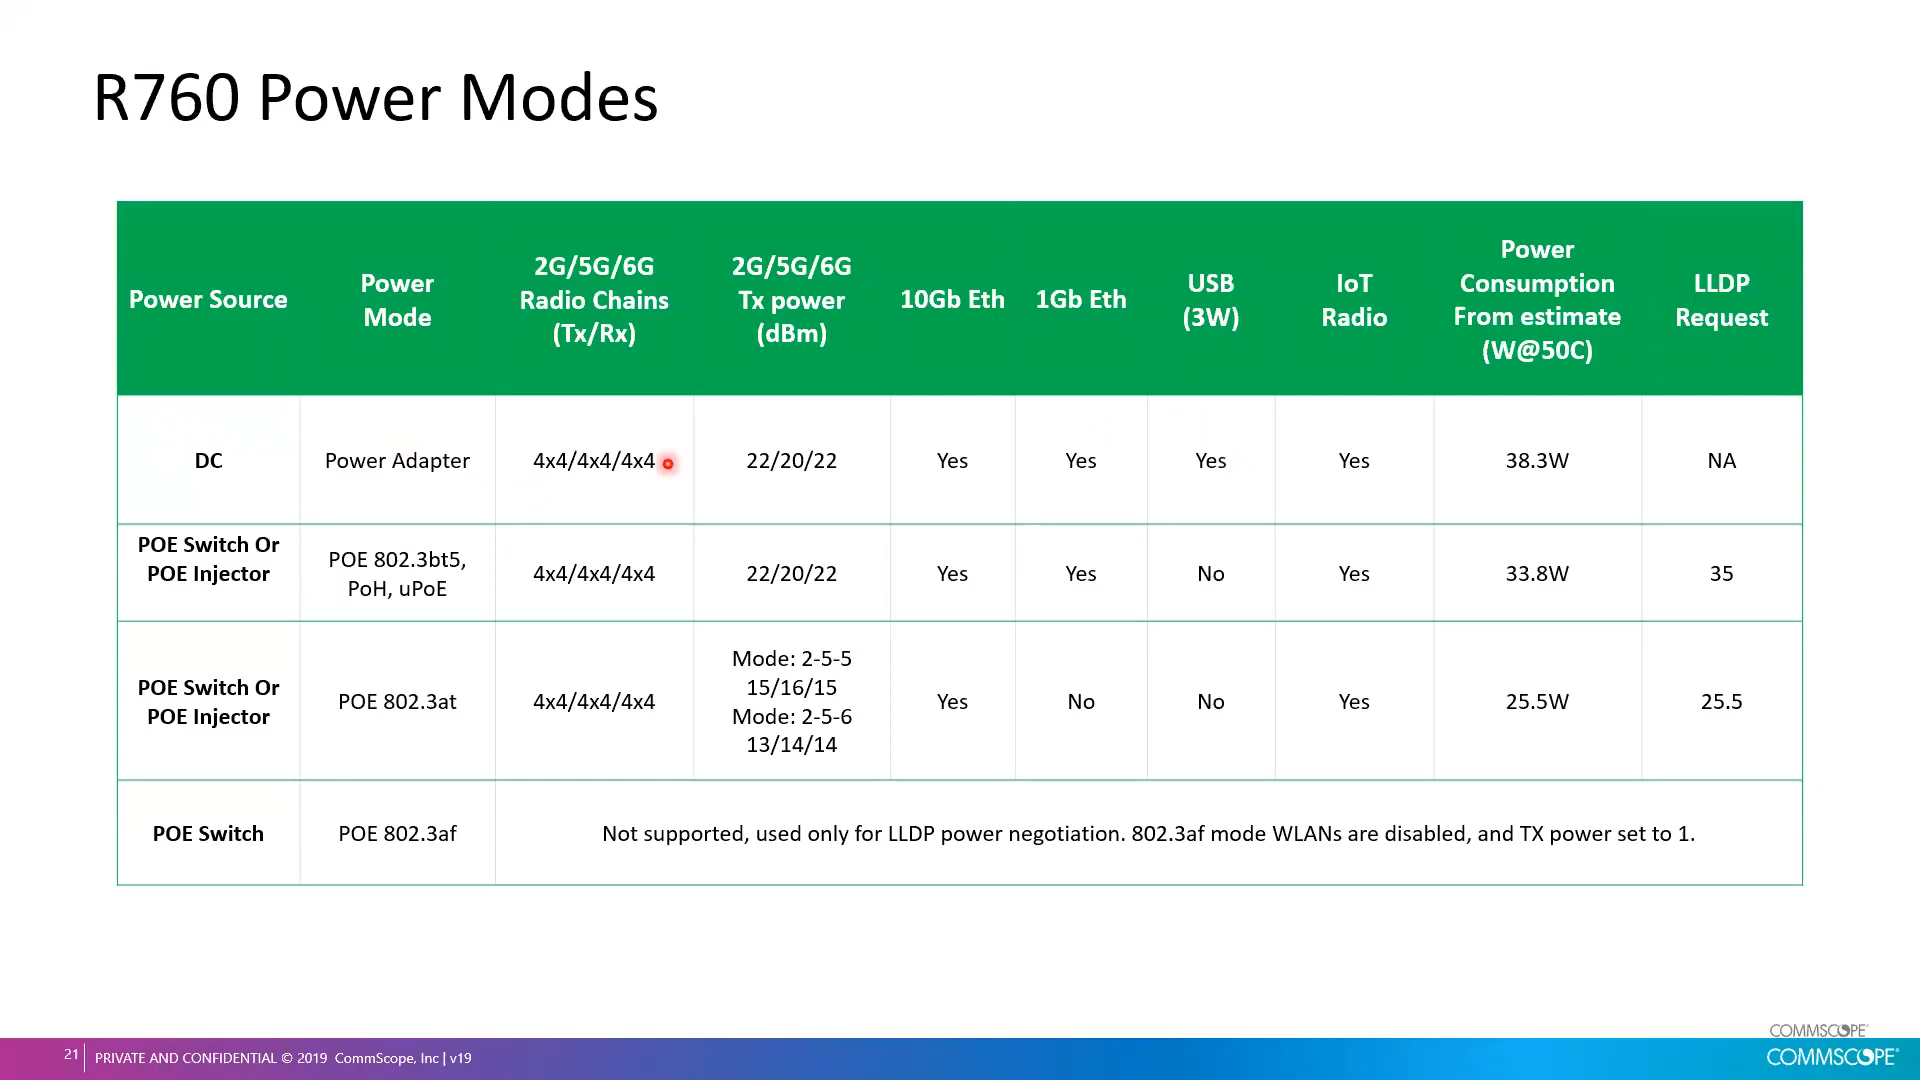 R760 Power Modes
Power Source
Power
Mode
2G/5G/6G
Radio Chains
(Tx/Rx)
2G/5G/6G
Tx power
(dBm)
10Gb Eth
1Gb Eth
USB
(3W)
IoT
Radio
Power
Consumption
From estimate
(W@50C)
LLDP
Request
DC
Power Adapter
4x4/4x4/4x4
22/20/22
Yes
Yes
Yes
Yes
38.3W
NA
POE Switch Or
POE Injector
POE 802.3bt5,
PoH, uPoE
4x4/4x4/4x4
22/20/22
Yes
Yes
No
Yes
33.8W
35
POE Switch Or
POE Injector
POE 802.3at
4x4/4x4/4x4
Mode: 2-5-5
15/16/15
Mode: 2-5-6
13/14/14
Yes
No
No
Yes
25.5W
25.5
POE Switch
POE 802.3af
Not supported, used only for LLDP power negotiation. 802.3af mode WLANs are disabled, and TX power set to 1.
COMMSCOPE®
21
PRIVATE AND CONFIDENTIAL © 2019 CommScope, Inc | v19
COMMSCOPE®